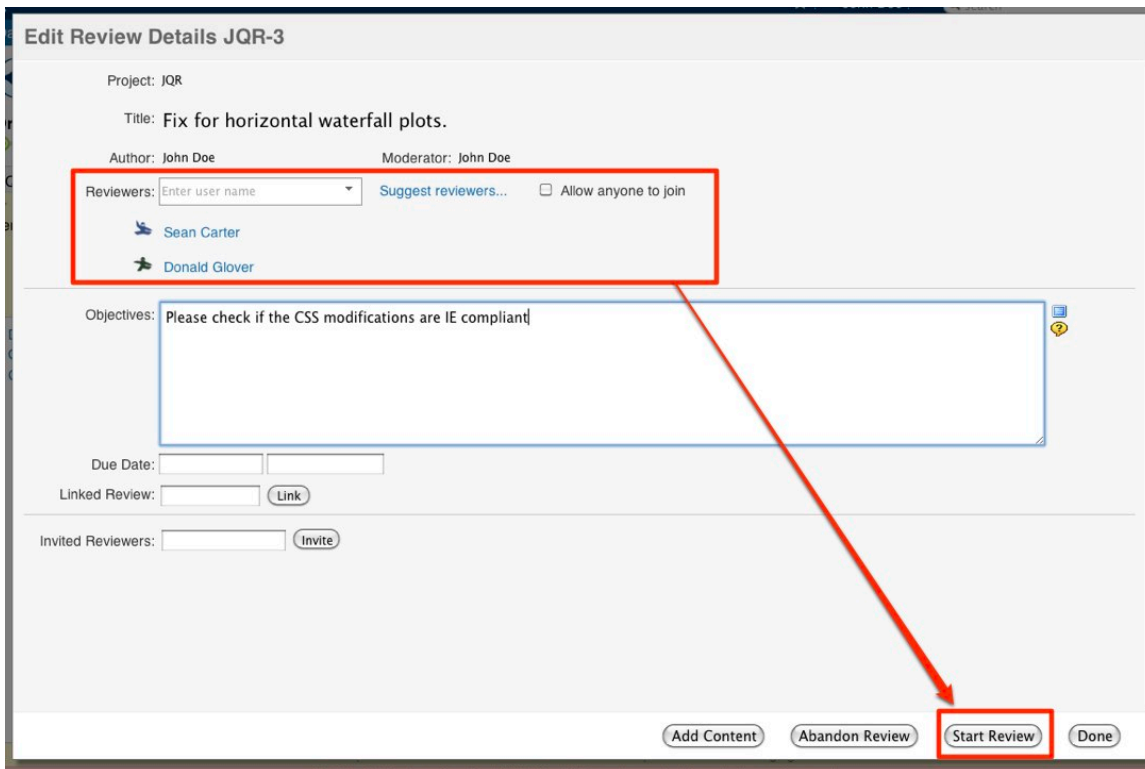 Edit Review Details JQR-3
Project: JQR
Title: Fix for horizontal waterfall plots.
Author: John Doe Moderator: John Doe
Reviewers: Enter user name Suggest reviewers... Allow anyone to join
Sean Carter
Donald Glover
Objectives: Please check if the CSS modifications are IE compliant
Due Date:
Linked Review: Link
Invited Reviewers: Invite
Add Content Abandon Review Start Review Done